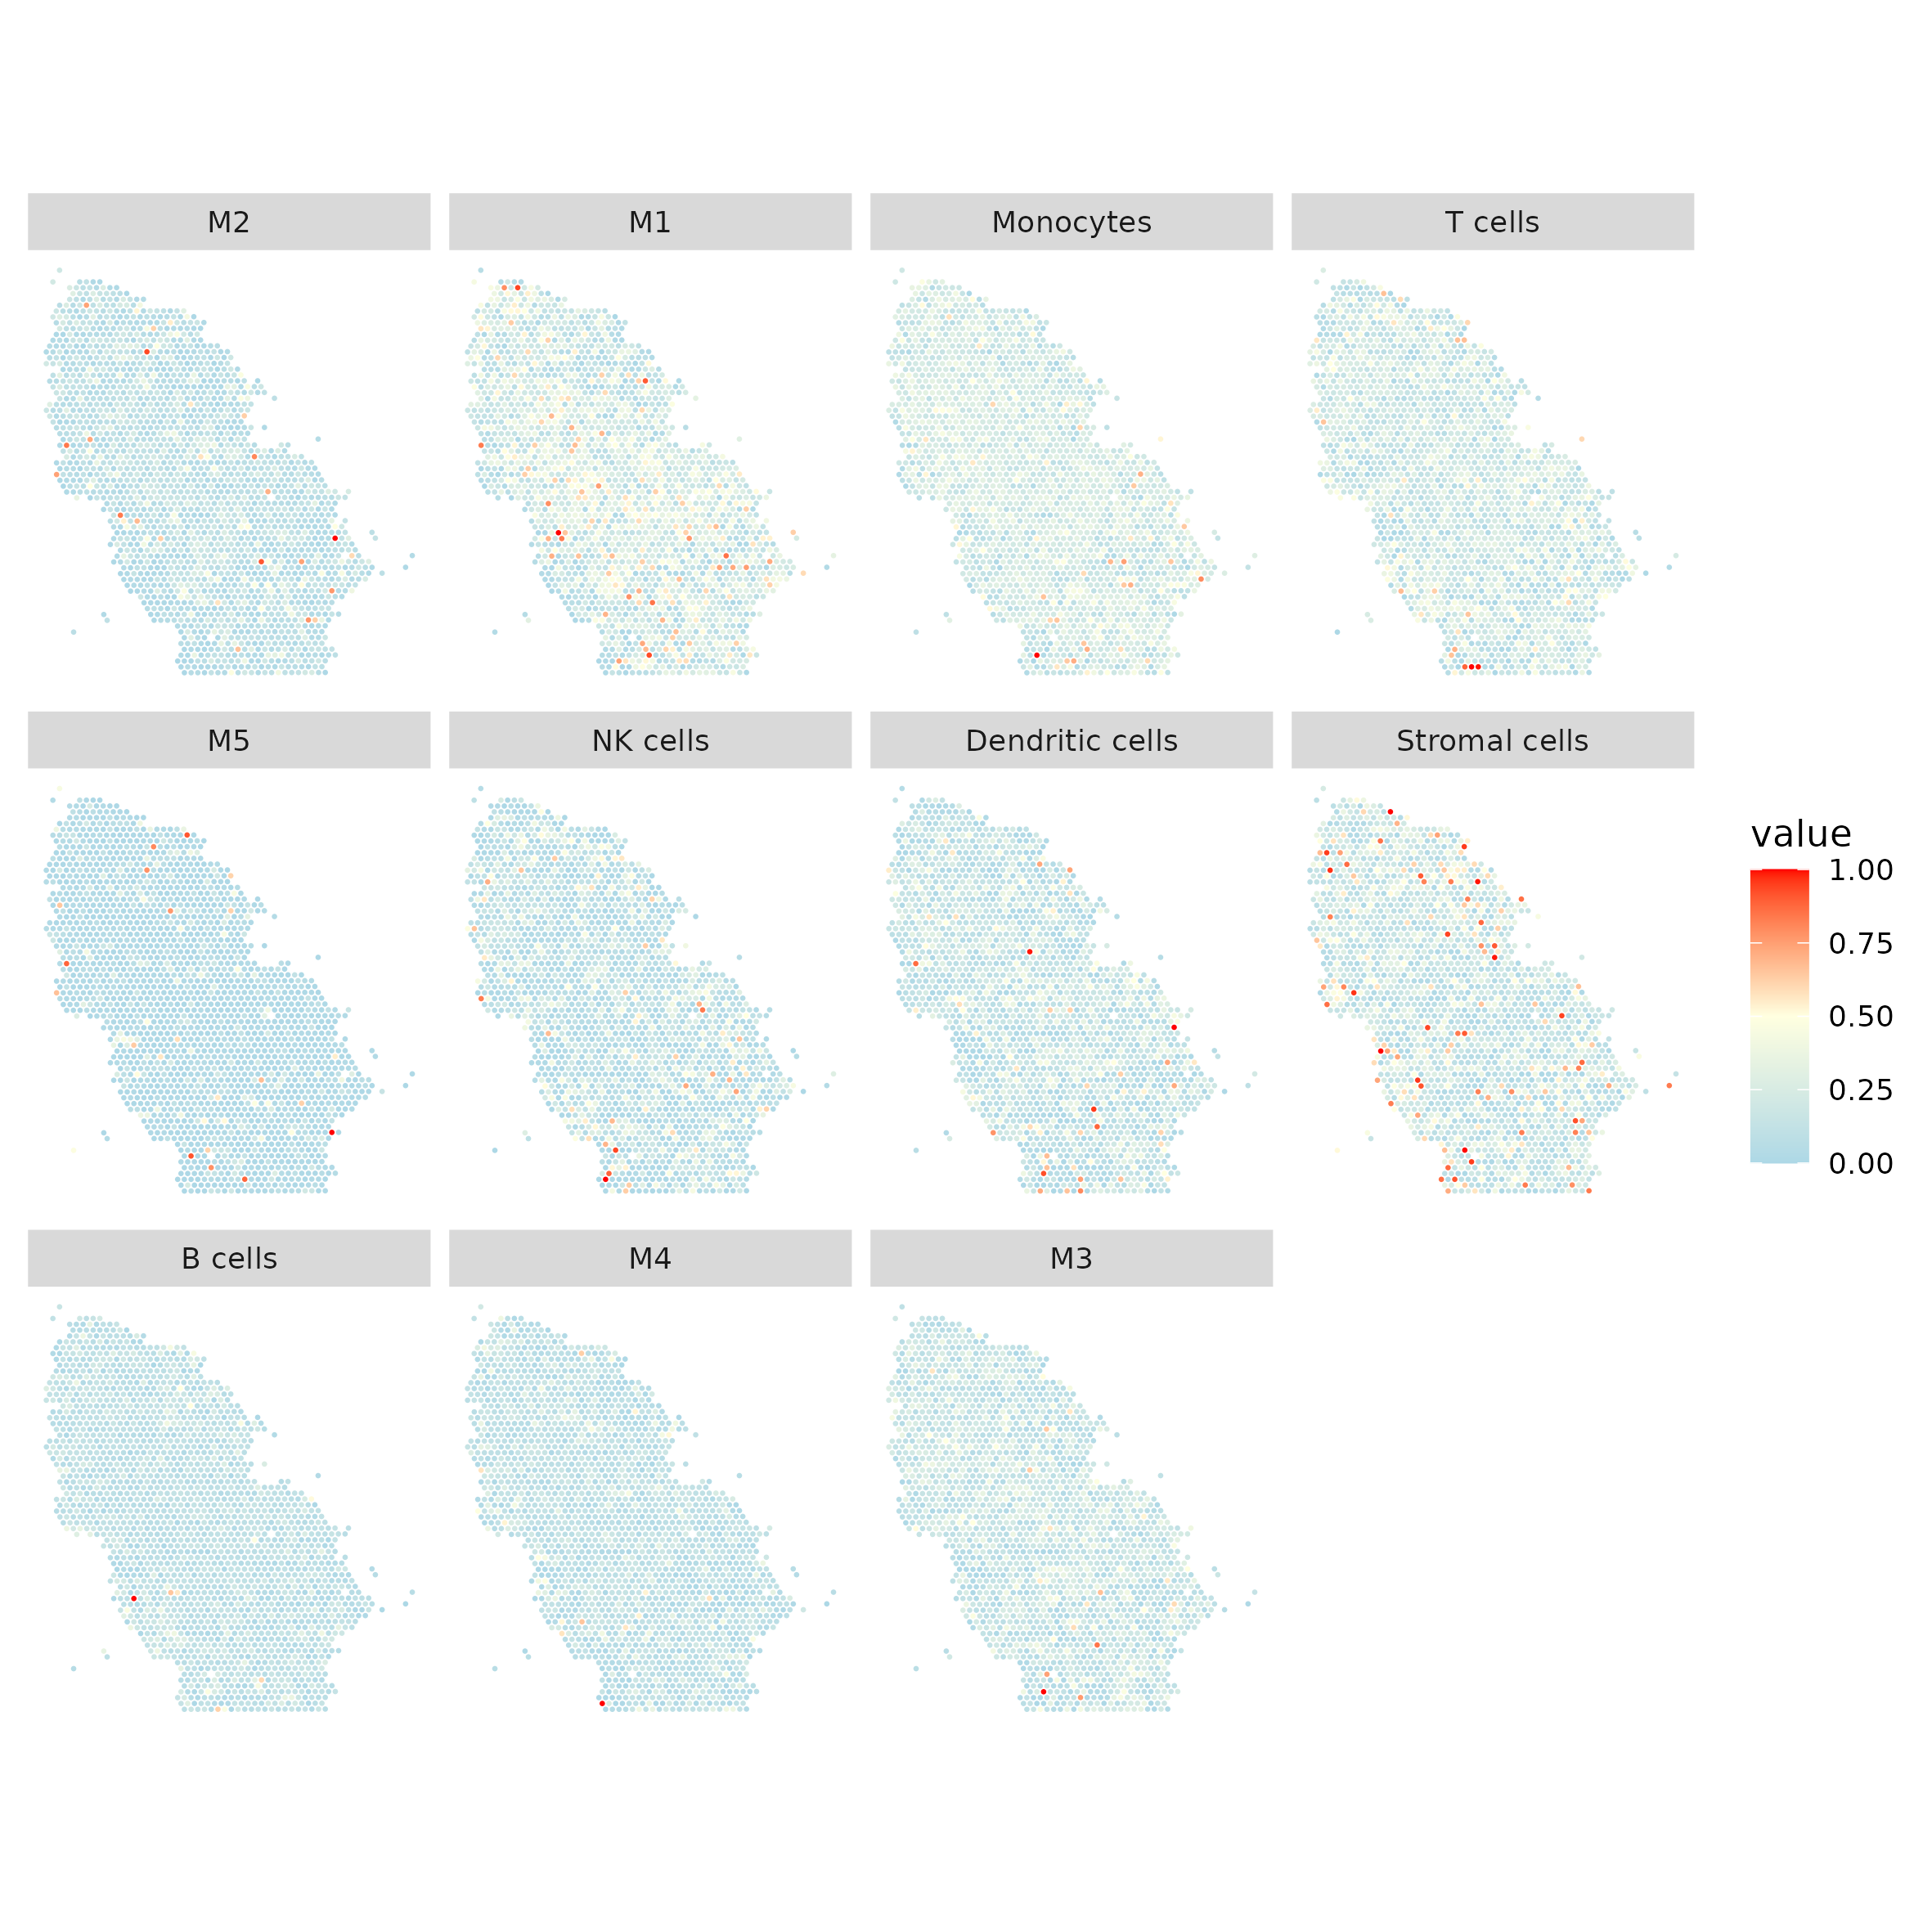 M2
M1
Monocytes
T cells
M5
NK cells
Dendritic cells
Stromal cells
value
1.00
0.75
0.50
0.25
0.00
B cells
M4
M3